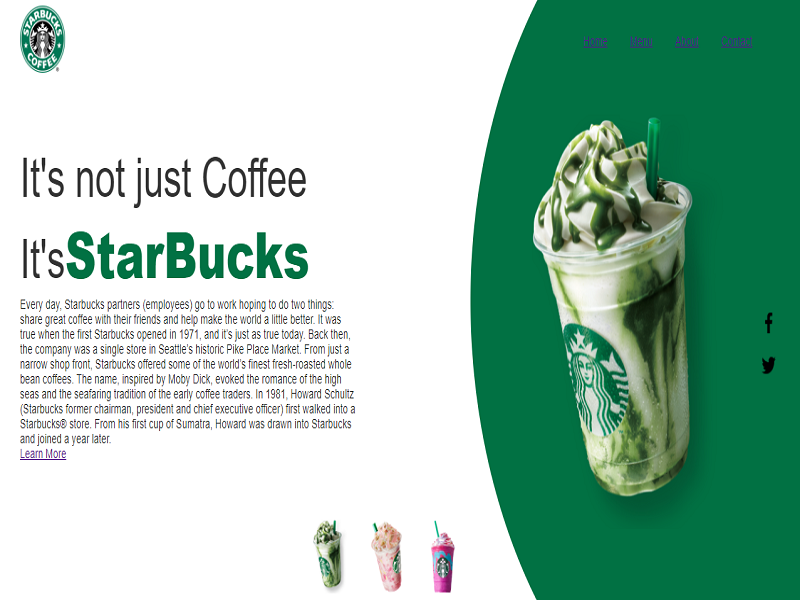 STARBUCKS
COFFEE
Home Menu About Contact
It's not just Coffee
It'sStarBucks
Every day, Starbucks partners (employees) go to work hoping to do two things:
share great coffee with their friends and help make the world a little better. It was
true when the first Starbucks opened in 1971, and it's just as true today. Back then,
the company was a single store in Seattle's historic Pike Place Market. From just a
narrow shop front, Starbucks offered some of the world's finest fresh-roasted whole
bean coffees. The name, inspired by Moby Dick, evoked the romance of the high
seas and the seafaring tradition of the early coffee traders. In 1981, Howard Schultz
(Starbucks former chairman, president and chief executive officer) first walked into a
Starbucks® store. From his first cup of Sumatra, Howard was drawn into Starbucks
and joined a year later.
Learn More